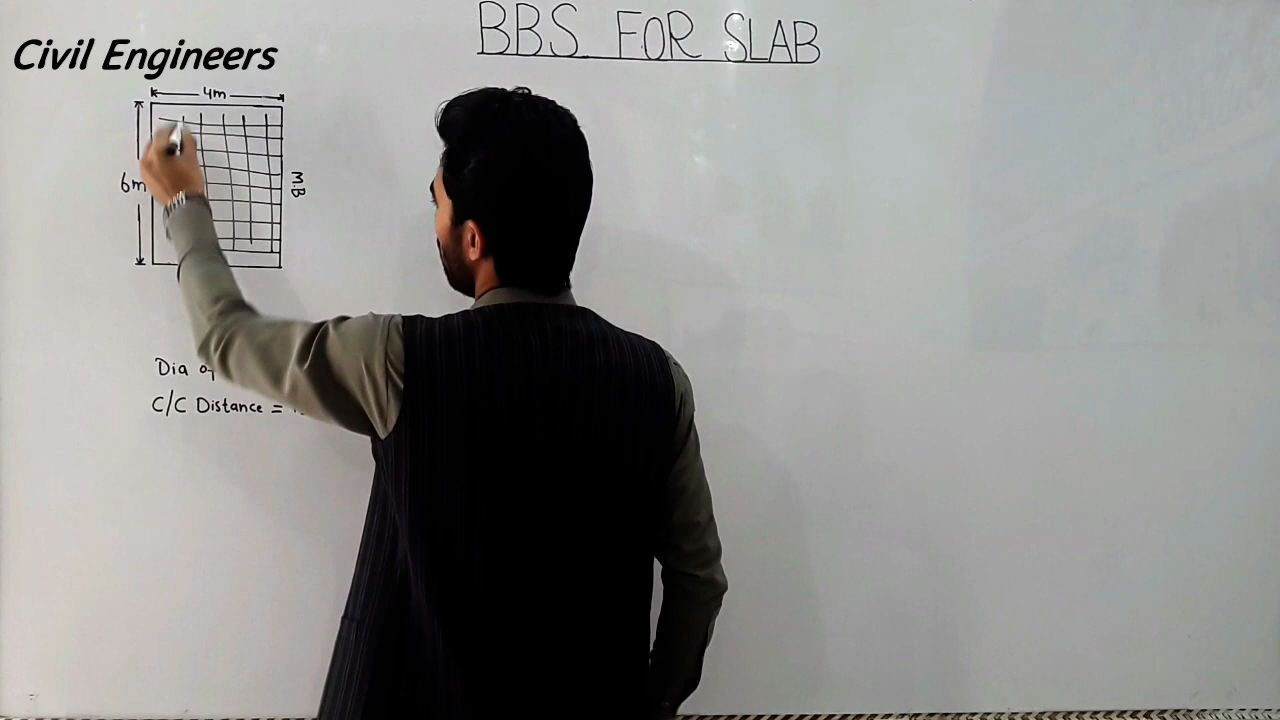 BBS FOR SLAB
Civil Engineers
4m
6m
M.B
Dia of
C/C Distance =